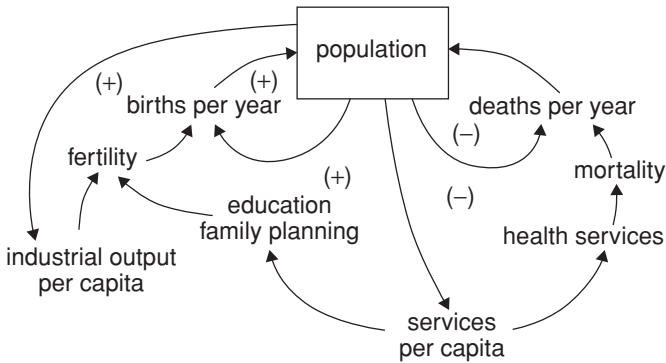 population
(+)
(+)
births per year
deaths per year
(–)
fertility
mortality
(+)
(–)
education
family planning
health services
industrial output
per capita
services
per capita